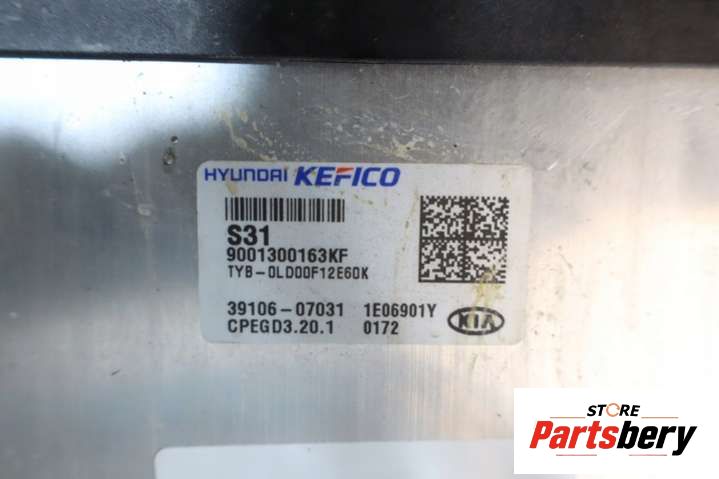 HYUNDAI KEFICO
S31
9001300163KF
TYB-0LD00F12E60K
39106-07031 1E06901Y
CPEGD3.20.1 0172
KIA
STORE
Partsbery